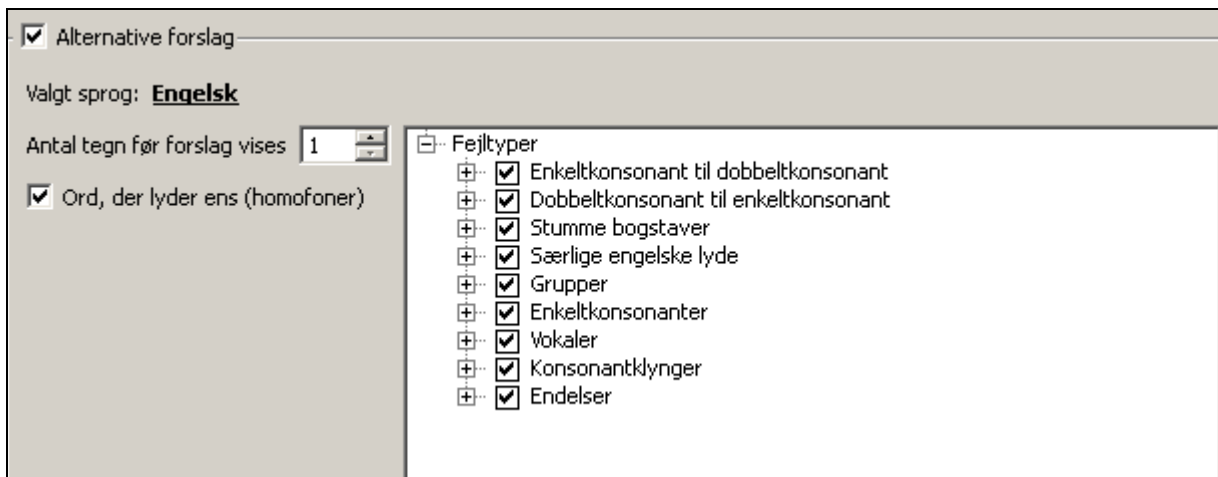 Alternative forslag
Valgt sprog: Engelsk
Antal tegn før forslag vises 1
Ord, der lyder ens (homofoner)
Fejltyper
Enkeltkonsonant til dobbeltkonsonant
Dobbeltkonsonant til enkeltkonsonant
Stumme bogstaver
Særlige engelske lyde
Grupper
Enkeltkonsonanter
Vokaler
Konsonantklynger
Endelser